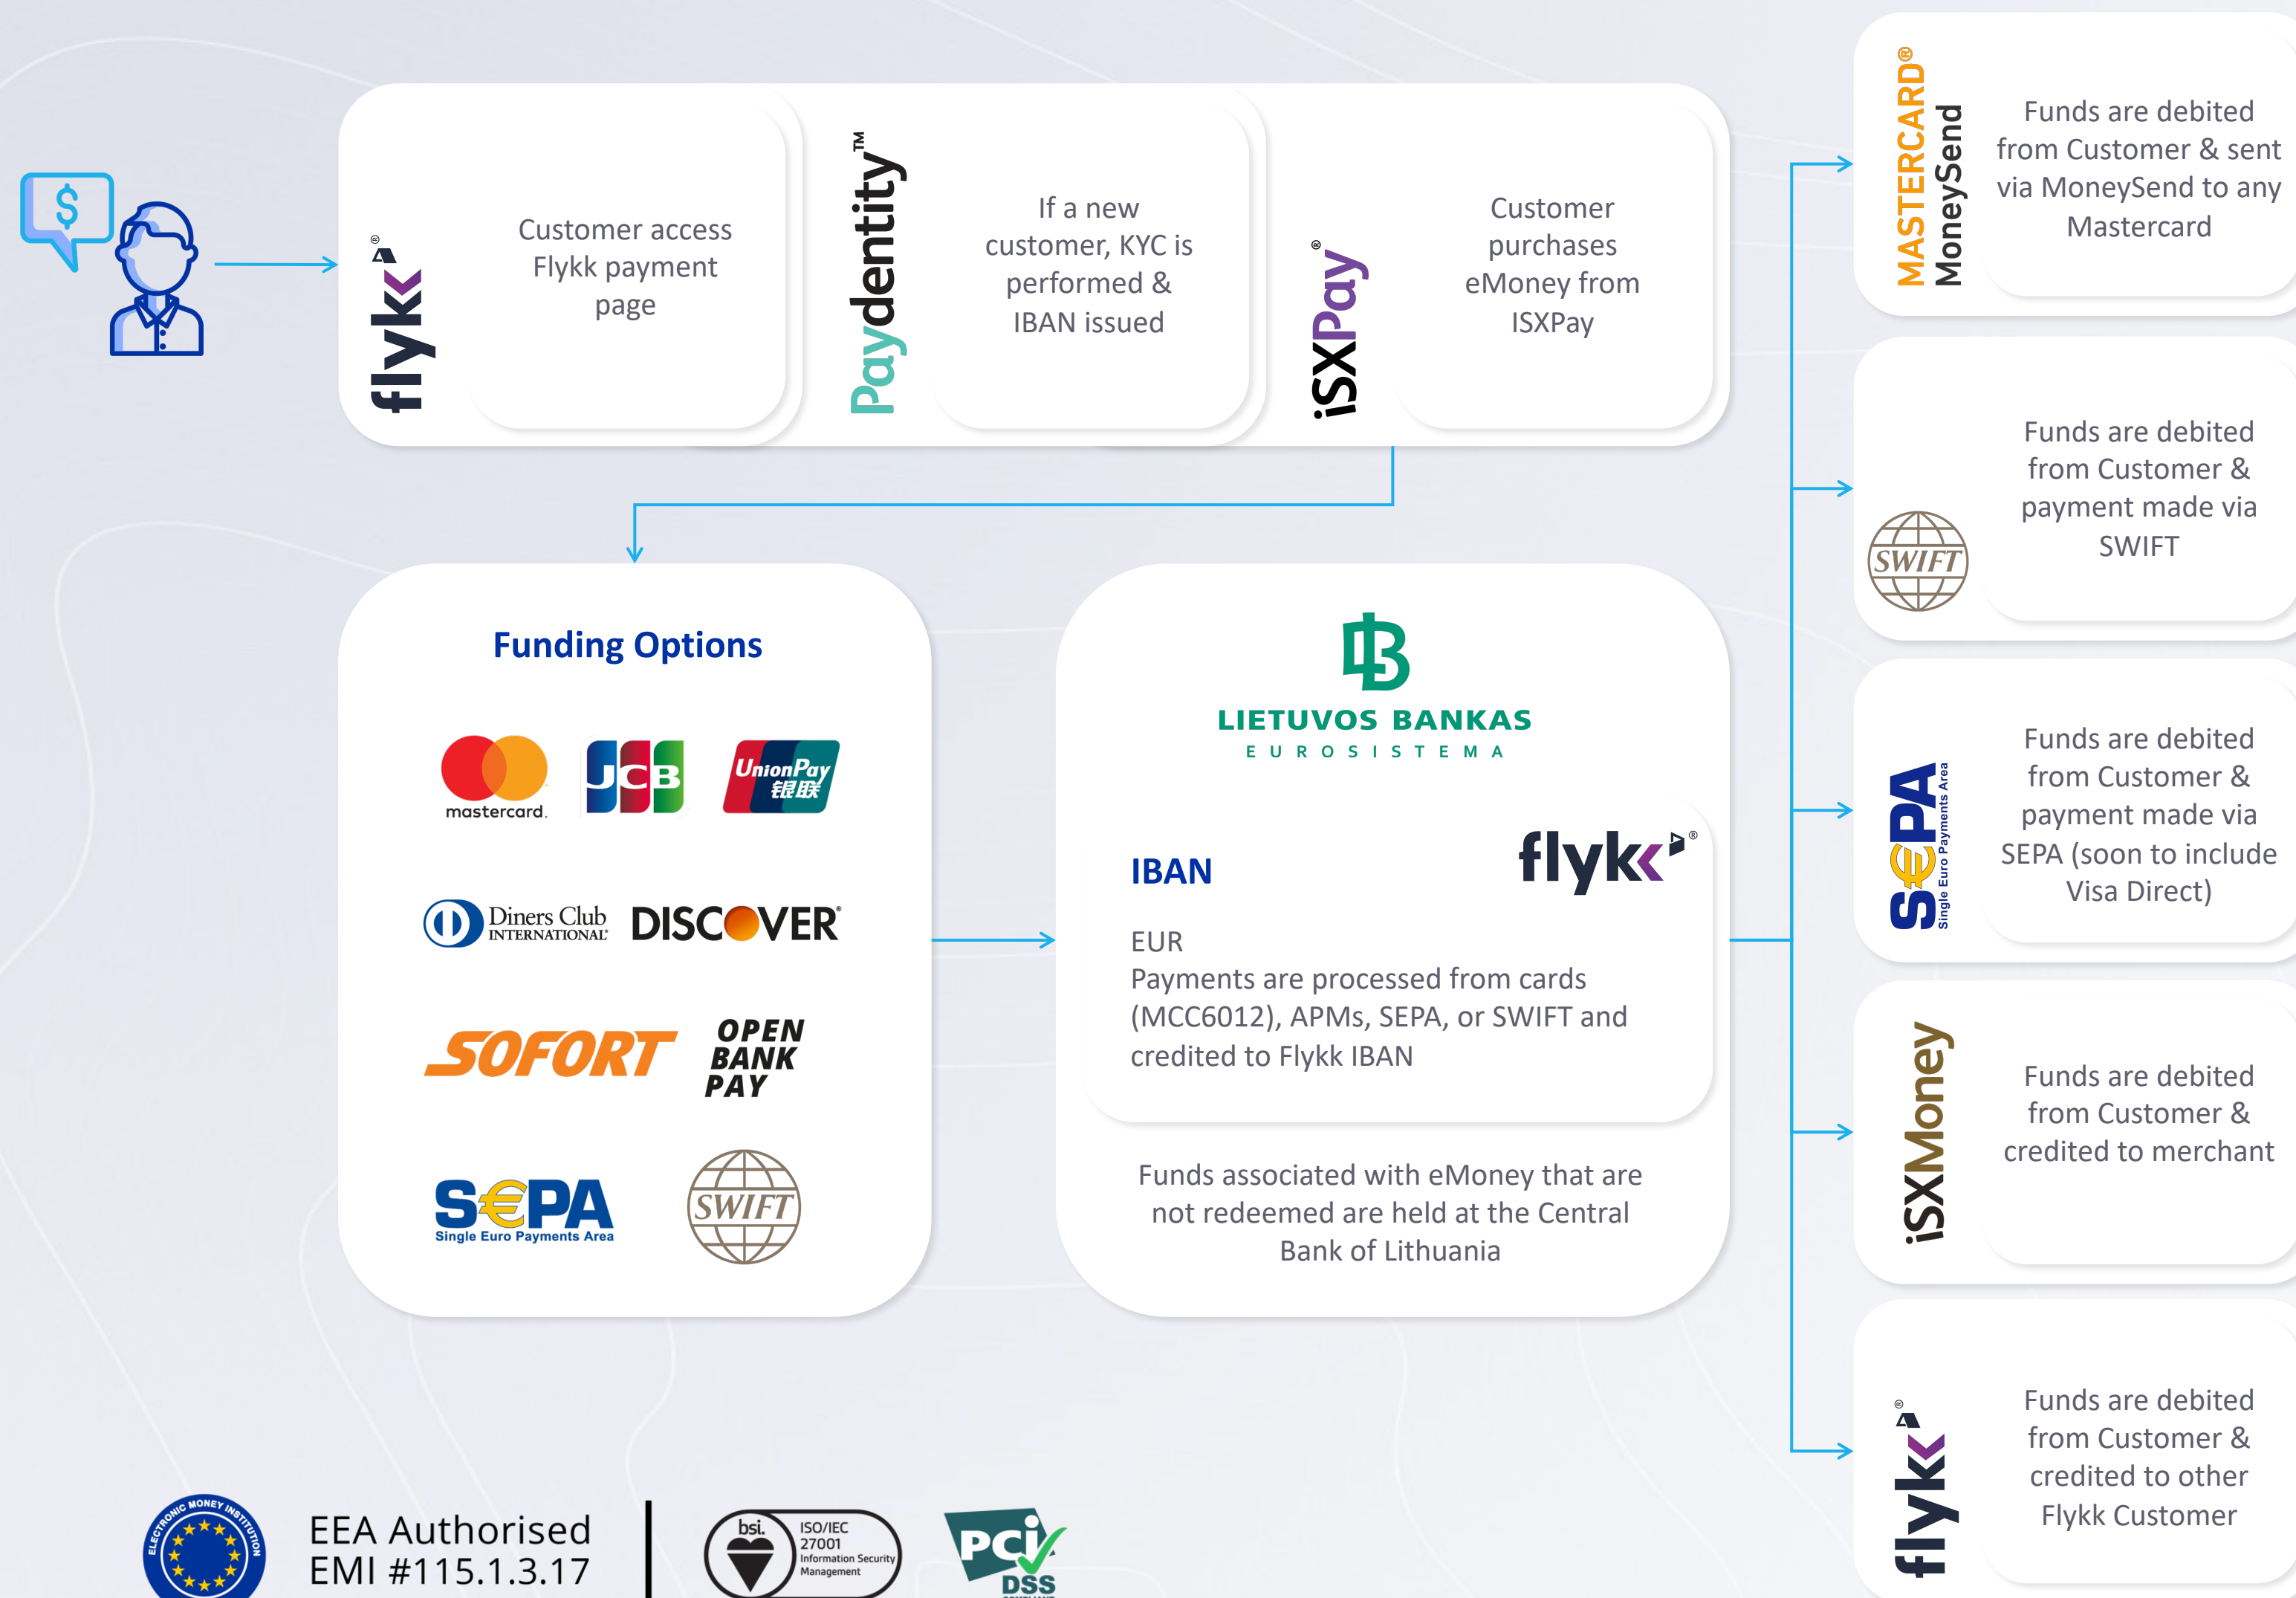 $
flykk®
Customer access
Flykk payment
page
Paydentity™
If a new
customer, KYC is
performed &
IBAN issued
iSXPay®
Customer
purchases
eMoney from
ISXPay
Funding Options
mastercard.
JCB
UnionPay
银联
Diners Club
INTERNATIONAL®
DISCOVER®
SOFORT
OPEN
BANK
PAY
S€PA
Single Euro Payments Area
SWIFT
LIETUVOS BANKAS
EUROSISTEMA
IBAN
flykk®
EUR
Payments are processed from cards
(MCC6012), APMs, SEPA, or SWIFT and
credited to Flykk IBAN
Funds associated with eMoney that are
not redeemed are held at the Central
Bank of Lithuania
MASTERCARD®
MoneySend
Funds are debited
from Customer & sent
via MoneySend to any
Mastercard
SWIFT
Funds are debited
from Customer &
payment made via
SWIFT
S€PA
Single Euro Payments Area
Funds are debited
from Customer &
payment made via
SEPA (soon to include
Visa Direct)
iSXMoney
Funds are debited
from Customer &
credited to merchant
flykk®
Funds are debited
from Customer &
credited to other
Flykk Customer
ELECTRONIC MONEY INSTITUTION
EEA Authorised
EMI #115.1.3.17
bsi.
ISO/IEC
27001
Information Security
Management
PCi
DSS
COMPLIANT